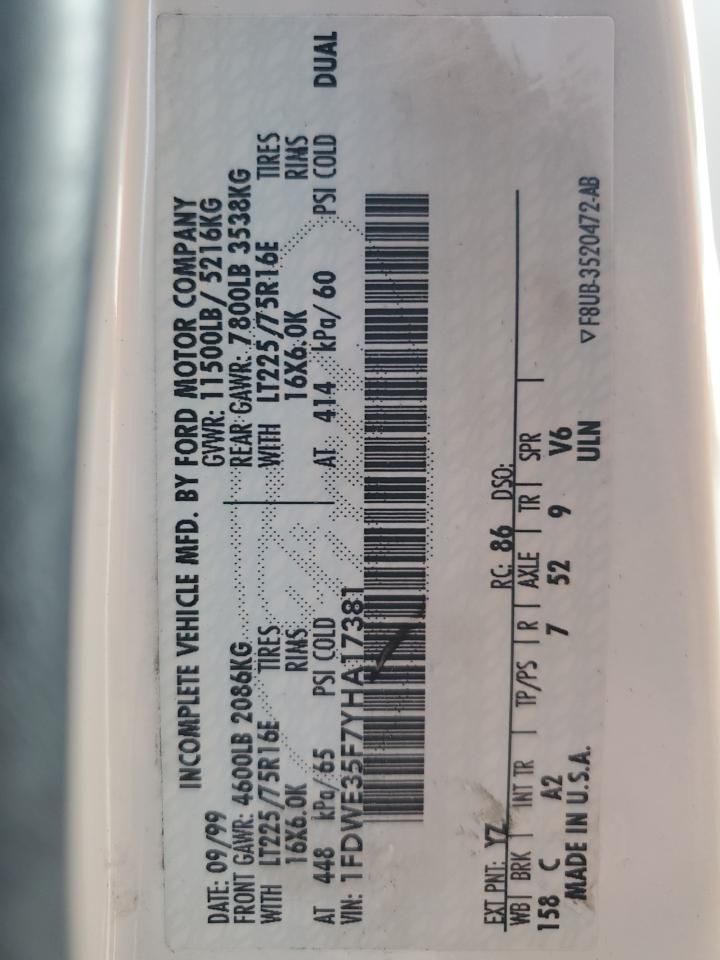 INCOMPLETE VEHICLE MFD. BY FORD MOTOR COMPANY
DATE: 09/99 GVWR: 11500LB/ 5216KG
FRONT GAWR: 4600LB 2086KG REAR GAWR: 7800LB 3538KG
WITH LT225/75R16E TIRES WITH LT225/75R16E TIRES
16X6.0K RIMS 16X6.0K RIMS
AT 448 kPa/65 PSI COLD AT 414 kPa/60 PSI COLD DUAL
VIN: 1FDWE35F7YHA17381
EXT PNT: YZ RC: 86 DSO:
WB BRK INT TR TP/PS R AXLE TR SPR
158 C A2 7 52 9 V6
MADE IN U.S.A. ULN
▽F8UB-3520472-AB